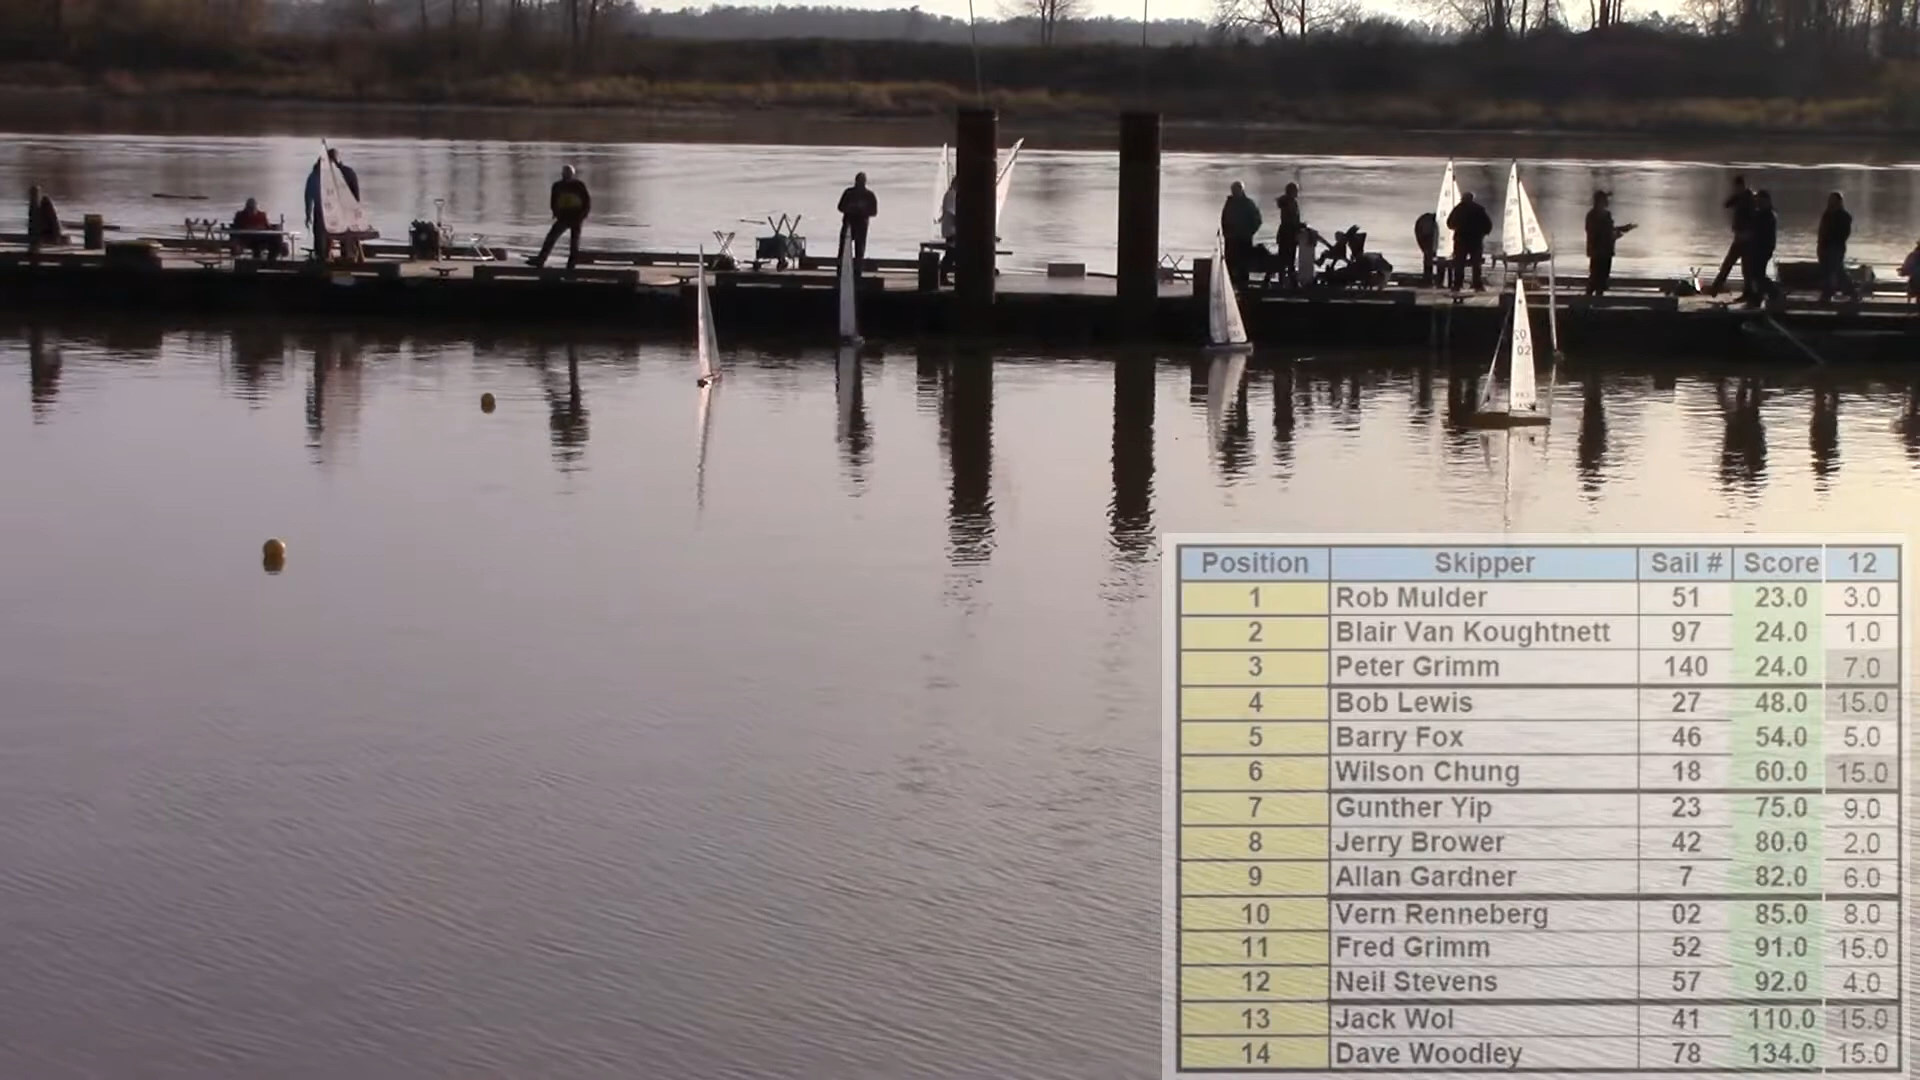 02
Position Skipper Sail # Score 12
1 Rob Mulder 51 23.0 3.0
2 Blair Van Koughtnett 97 24.0 1.0
3 Peter Grimm 140 24.0 7.0
4 Bob Lewis 27 48.0 15.0
5 Barry Fox 46 54.0 5.0
6 Wilson Chung 18 60.0 15.0
7 Gunther Yip 23 75.0 9.0
8 Jerry Brower 42 80.0 2.0
9 Allan Gardner 7 82.0 6.0
10 Vern Renneberg 02 85.0 8.0
11 Fred Grimm 52 91.0 15.0
12 Neil Stevens 57 92.0 4.0
13 Jack Wol 41 110.0 15.0
14 Dave Woodley 78 134.0 15.0